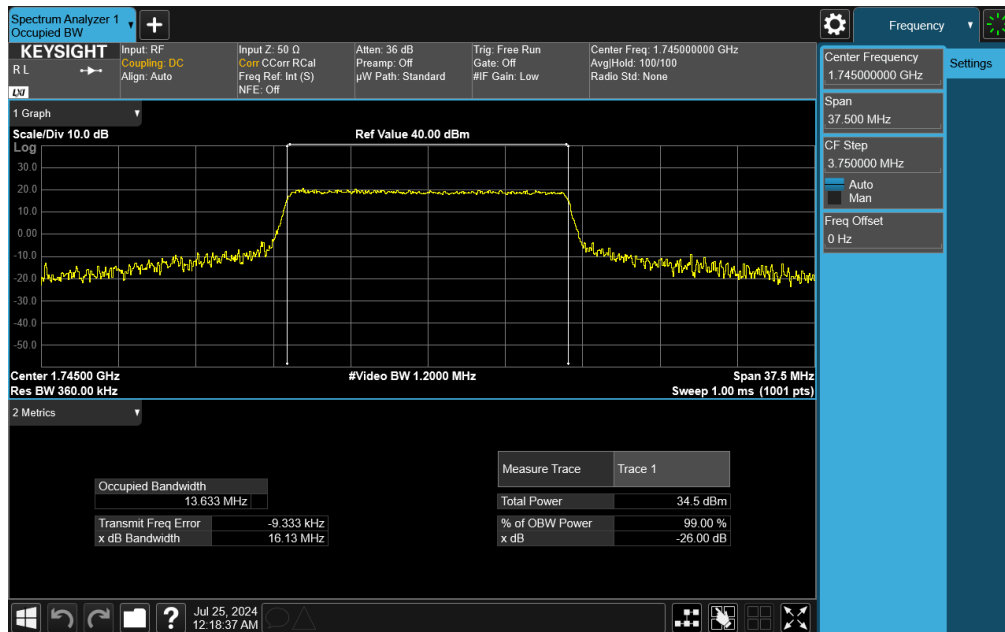 Spectrum Analyzer 1
Occupied BW
Frequency
KEYSIGHT
R L
LXI
Input: RF
Coupling: DC
Align: Auto
Input Z: 50 Ω
Corr CCorr RCal
Freq Ref: Int (S)
NFE: Off
Atten: 36 dB
Preamp: Off
µW Path: Standard
Trig: Free Run
Gate: Off
#IF Gain: Low
Center Freq: 1.745000000 GHz
Avg|Hold: 100/100
Radio Std: None
Center Frequency
1.745000000 GHz
Settings
Span
37.500 MHz
CF Step
3.750000 MHz
Auto
Man
Freq Offset
0 Hz
1 Graph
Scale/Div 10.0 dB
Ref Value 40.00 dBm
Log
30.0
20.0
10.0
0.00
-10.0
-20.0
-30.0
-40.0
-50.0
Center 1.74500 GHz
#Video BW 1.2000 MHz
Span 37.5 MHz
Res BW 360.00 kHz
Sweep 1.00 ms (1001 pts)
2 Metrics
Measure Trace
Trace 1
Occupied Bandwidth
13.633 MHz
Total Power
34.5 dBm
Transmit Freq Error
-9.333 kHz
% of OBW Power
99.00 %
x dB Bandwidth
16.13 MHz
x dB
-26.00 dB
?
Jul 25, 2024
12:18:37 AM